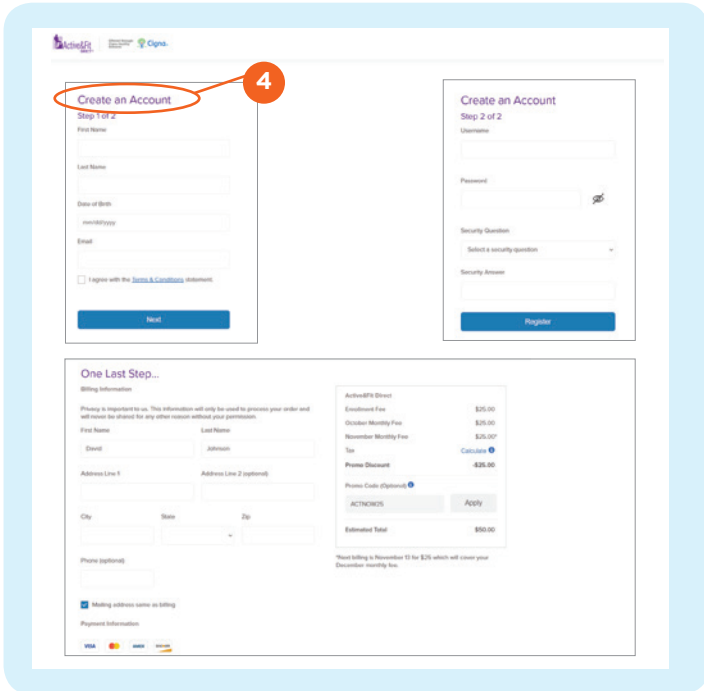 Active&Fit
DIRECT
Cigna.
4
Create an Account
Step 1 of 2
First Name
Last Name
Date of Birth
mm/dd/yyyy
Email
I agree with the Terms & Conditions statement.
Next
Create an Account
Step 2 of 2
Username
Password
Security Question
Select a security question
Security Answer
Register
One Last Step...
Billing Information
Privacy is important to us. This information will only be used to process your order and
will never be shared for any other reason without your permission.
First Name Last Name
David Johnson
Address Line 1 Address Line 2 (optional)
City State Zip
Phone (optional)
Mailing address same as billing
Payment Information
VISA AMEX DISCOVER
Active&Fit Direct
Enrollment Fee $25.00
October Monthly Fee $25.00
November Monthly Fee $25.00*
Tax Calculate
Promo Discount -$25.00
Promo Code (Optional)
ACTNOW25 Apply
Estimated Total $50.00
*Next billing is November 13 for $25 which will cover your
December monthly fee.